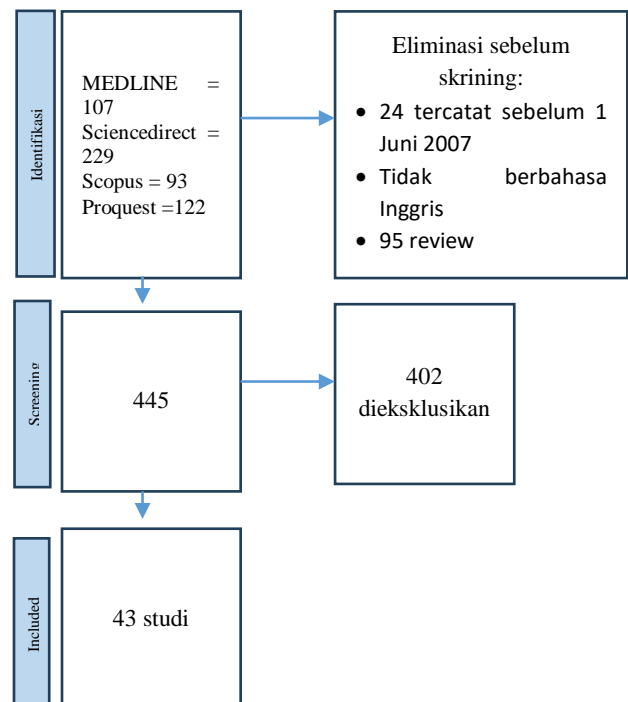 Identifikasi
MEDLINE =
107
Sciencedirect =
229
Scopus = 93
Proquest =122
Eliminasi sebelum
skrining:
• 24 tercatat sebelum 1
Juni 2007
• Tidak berbahasa
Inggris
• 95 review
Screening
445
402
dieksklusikan
Included
43 studi